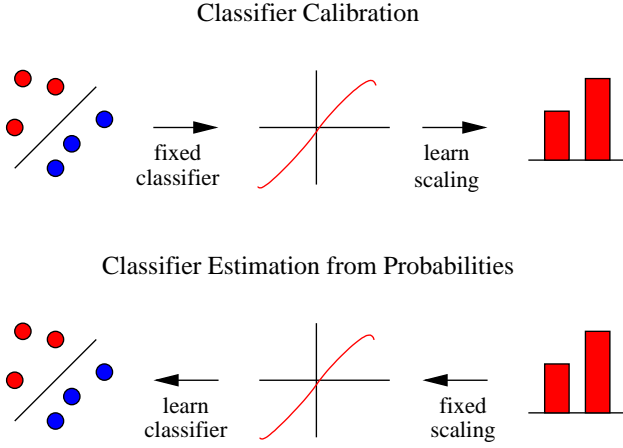 Classifier Calibration
fixed
classifier
learn
scaling
Classifier Estimation from Probabilities
learn
classifier
fixed
scaling